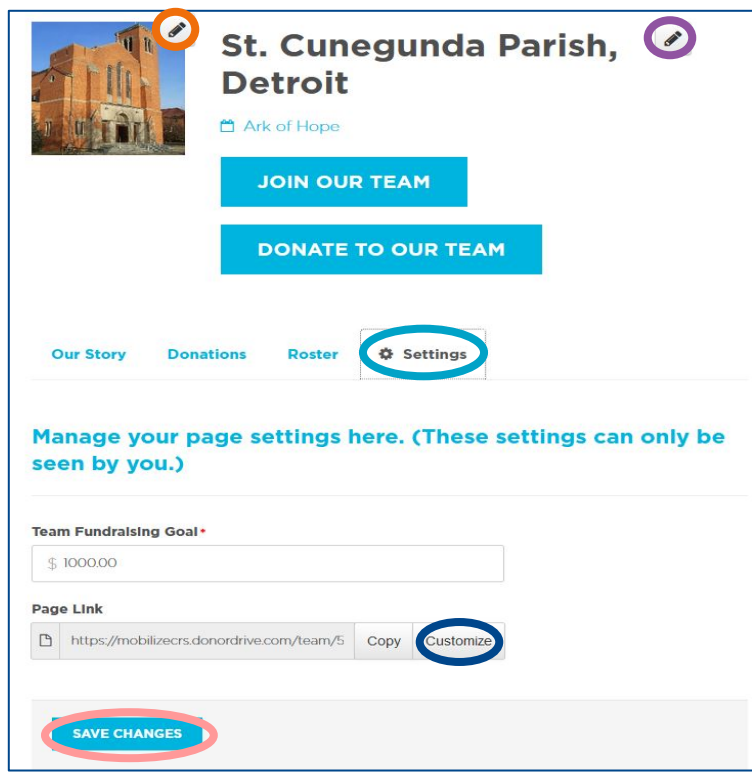 St. Cunegunda Parish,
Detroit
Ark of Hope
JOIN OUR TEAM
DONATE TO OUR TEAM
Our Story Donations Roster Settings
Manage your page settings here. (These settings can only be
seen by you.)
Team Fundraising Goal•
$ 1000.00
Page Link
https://mobilizecrs.donordrive.com/team/5 Copy Customize
SAVE CHANGES